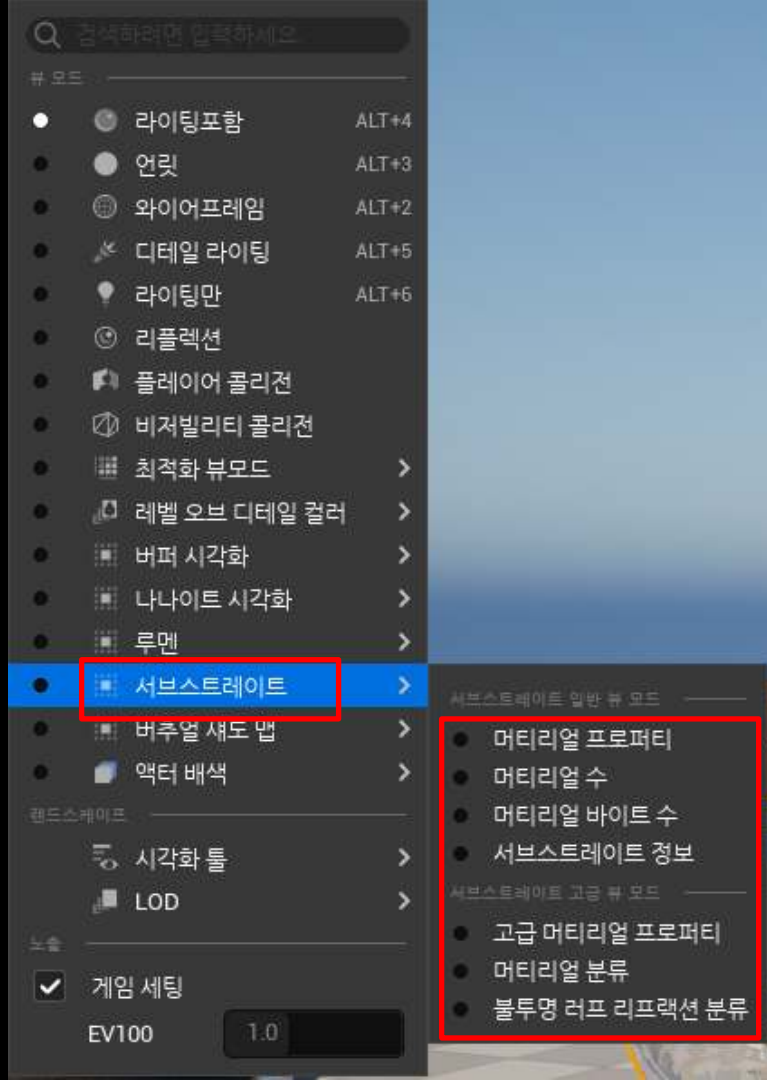 검색하려면 입력하세요
뷰 모드
라이팅포함 ALT+4
언릿 ALT+3
와이어프레임 ALT+2
디테일 라이팅 ALT+5
라이팅만 ALT+6
리플렉션
플레이어 콜리전
비저빌리티 콜리전
최적화 뷰모드
레벨 오브 디테일 컬러
버퍼 시각화
나나이트 시각화
루멘
서브스트레이트
버추얼 섀도 맵
액터 배색
랜드스케이프
시각화 툴
LOD
노출
게임 세팅
EV100 1.0
서브스트레이트 일반 뷰 모드
머티리얼 프로퍼티
머티리얼 수
머티리얼 바이트 수
서브스트레이트 정보
서브스트레이트 고급 뷰 모드
고급 머티리얼 프로퍼티
머티리얼 분류
불투명 러프 리프랙션 분류